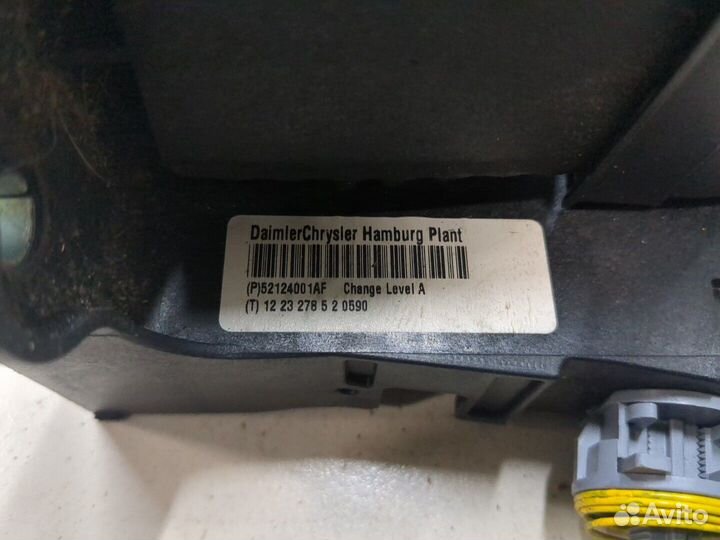 DaimlerChrysler Hamburg Plant
(P)52124001AF Change Level A
(T) 12 23 278 5 2 0590
Avito